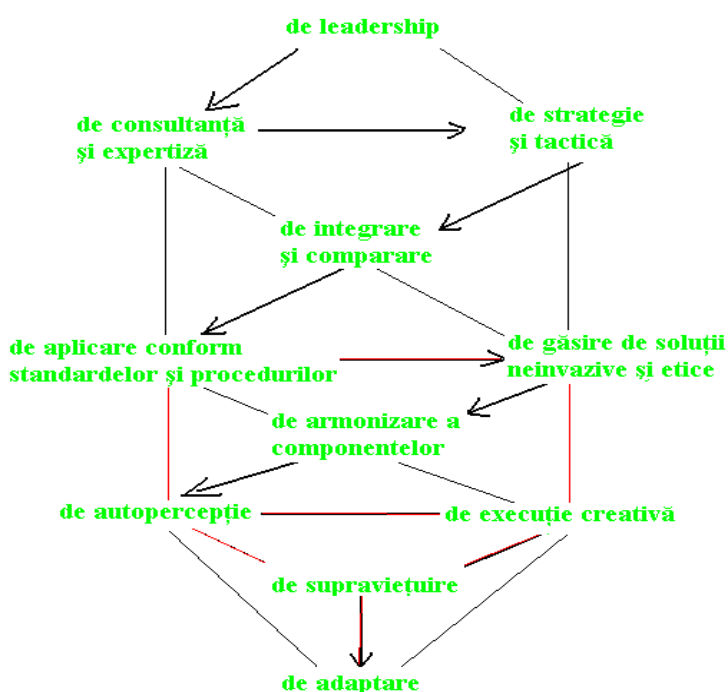 de leadership
de consultanță
și expertiză
de strategie
și tactică
de integrare
și comparare
de aplicare conform
standardelor și procedurilor
de găsire de soluții
neinvazive și etice
de armonizare a
componentelor
de autopercepție
de execuție creativă
de supraviețuire
de adaptare